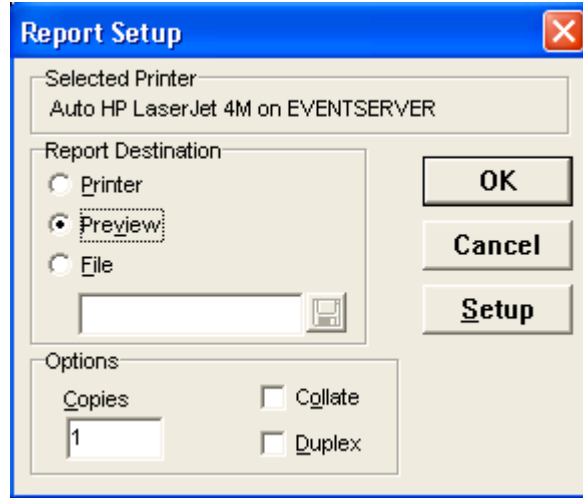 Report Setup
Selected Printer
Auto HP LaserJet 4M on EVENTSERVER
Report Destination
Printer
Preview
File
OK
Cancel
Setup
Options
Copies
1
Collate
Duplex